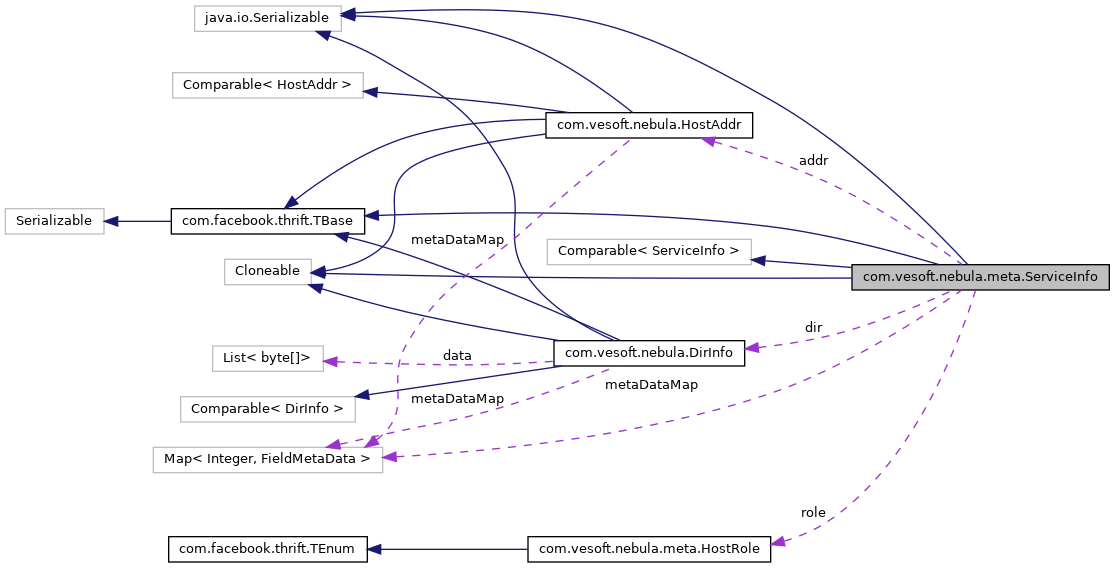 java.io.Serializable
Comparable< HostAddr >
com.vesoft.nebula.HostAddr
addr
Serializable
com.facebook.thrift.TBase
metaDataMap
Comparable< ServiceInfo >
Cloneable
com.vesoft.nebula.meta.ServiceInfo
dir
List< byte[]>
data
com.vesoft.nebula.DirInfo
metaDataMap
metaDataMap
Comparable< DirInfo >
Map< Integer, FieldMetaData >
role
com.facebook.thrift.TEnum
com.vesoft.nebula.meta.HostRole